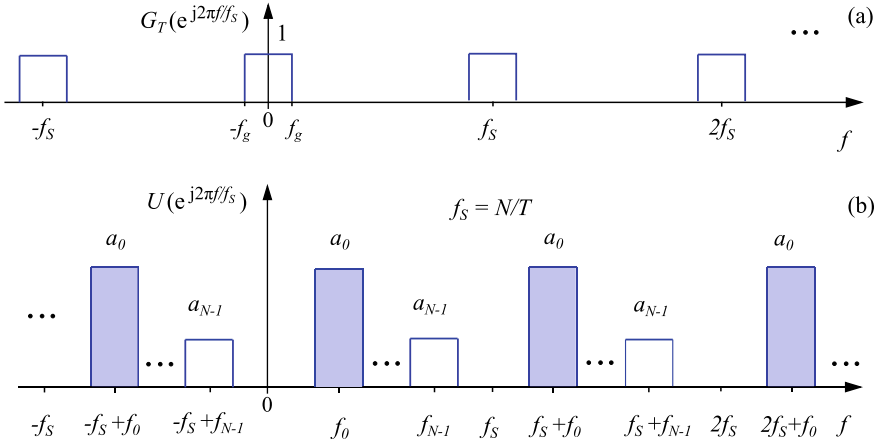 G_T(e^{j2πf/f_S})
1
...
(a)
-f_S
-f_g
0
f_g
f_S
2f_S
f
U(e^{j2πf/f_S})
f_S = N/T
(b)
a_0
a_0
a_0
a_0
a_{N-1}
a_{N-1}
a_{N-1}
...
...
...
...
...
-f_S
-f_S+f_0
-f_S+f_{N-1}
0
f_0
f_{N-1}
f_S
f_S+f_0
f_S+f_{N-1}
2f_S
2f_S+f_0
f